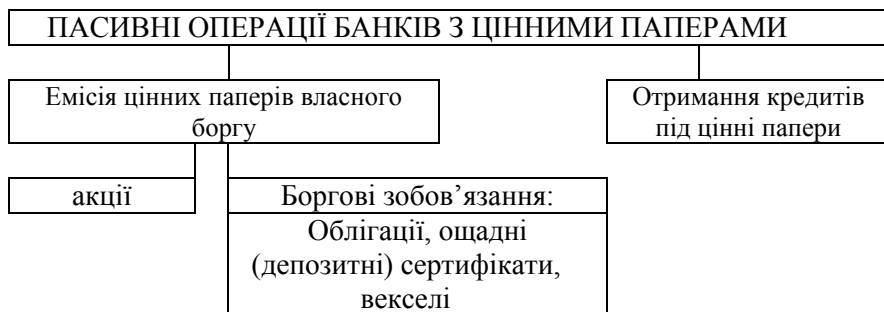 ПАСИВНІ ОПЕРАЦІЇ БАНКІВ З ЦІННИМИ ПАПЕРАМИ
Емісія цінних паперів власного
боргу
Отримання кредитів
під цінні папери
акції
Боргові зобов’язання:
Облігації, ощадні
(депозитні) сертифікати,
векселі